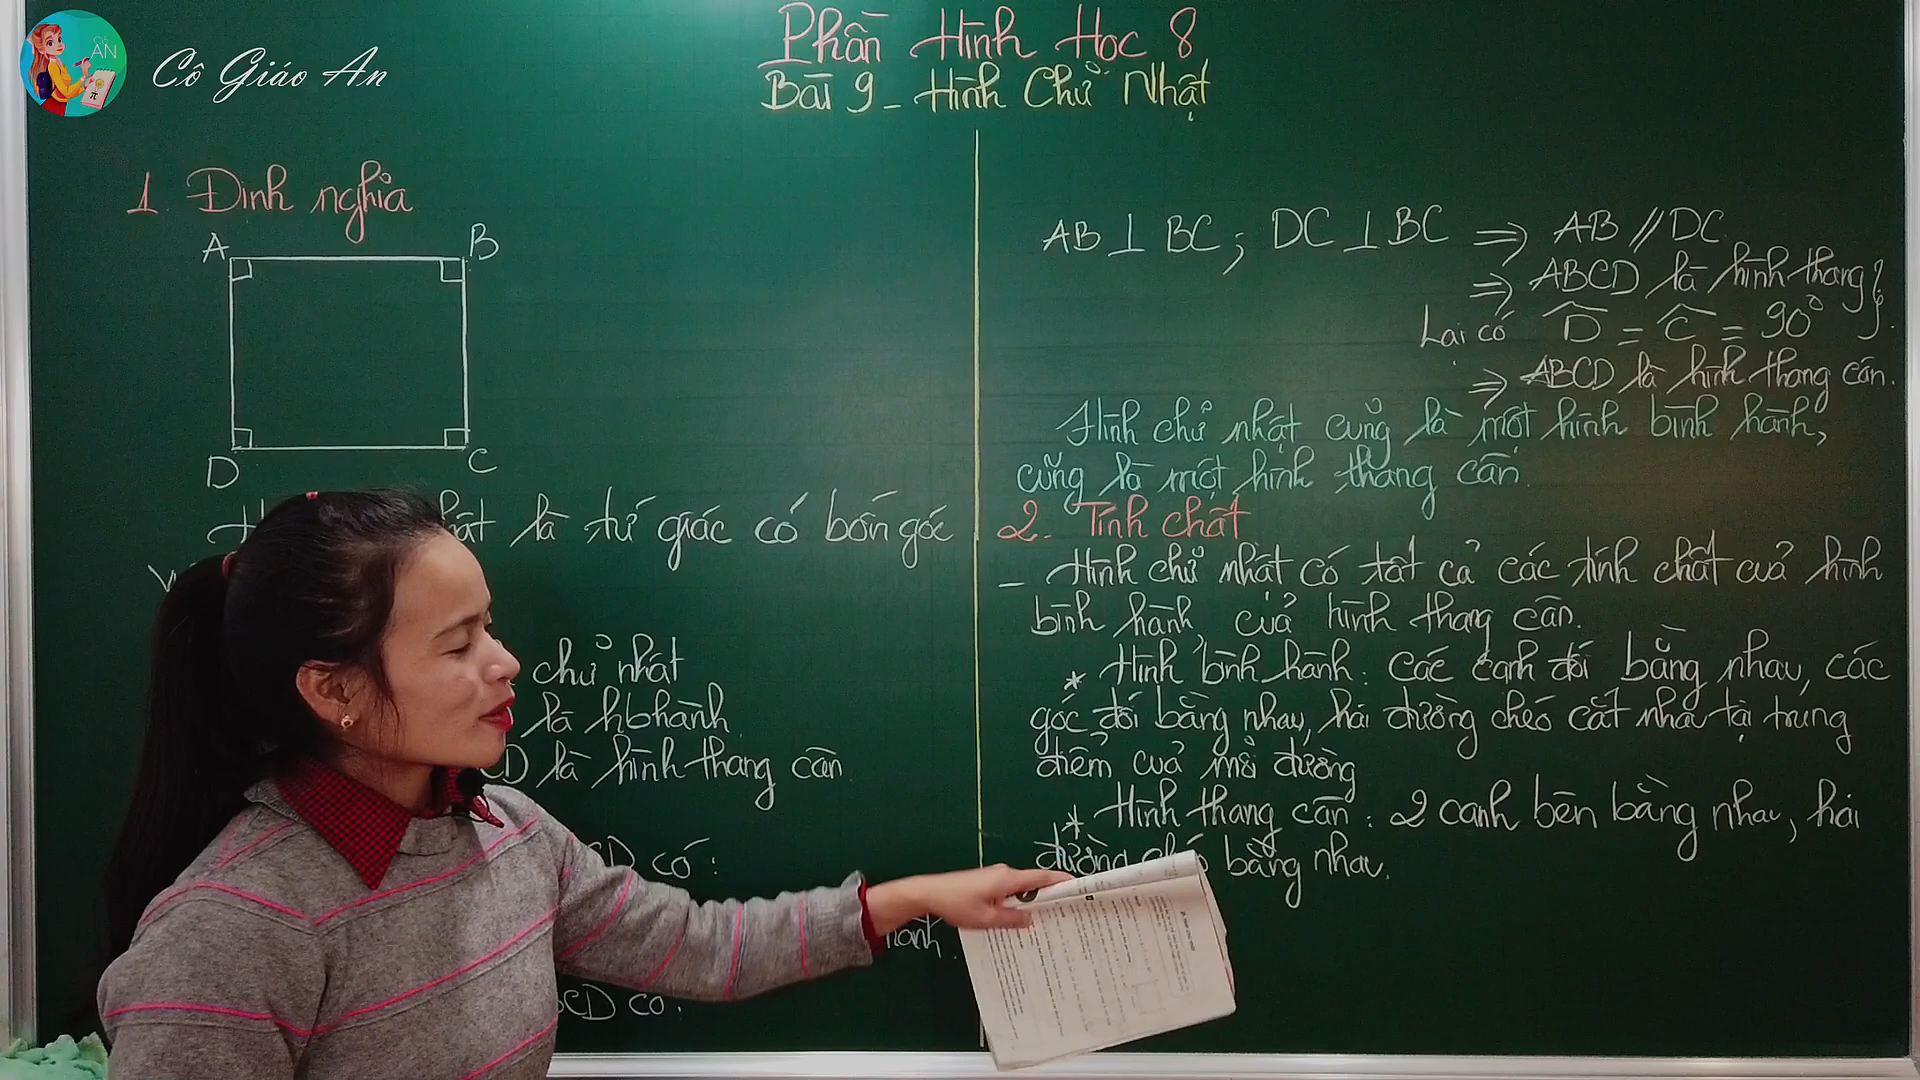 Cô Giáo An
Phần Hình Học 8
Bài 9 - Hình Chữ Nhật
1. Định nghĩa
A B
D C
là tứ giác có bốn góc
chữ nhật
là hbhành
là hình thang cân
có:
hành.
BCD có:
AB ⊥ BC; DC ⊥ BC ⇒ AB // DC
⇒ ABCD là hình thang
Lại có D̂ = Ĉ = 90°
⇒ ABCD là hình thang cân.
Hình chữ nhật cũng là một hình bình hành,
cũng là một hình thang cân.
2. Tính chất
- Hình chữ nhật có tất cả các tính chất của hình
bình hành, của hình thang cân.
* Hình bình hành: Các cạnh đối bằng nhau, các
góc đối bằng nhau, hai đường chéo cắt nhau tại trung
điểm của mỗi đường
* Hình thang cân: 2 cạnh bên bằng nhau, hai
đường chéo bằng nhau.